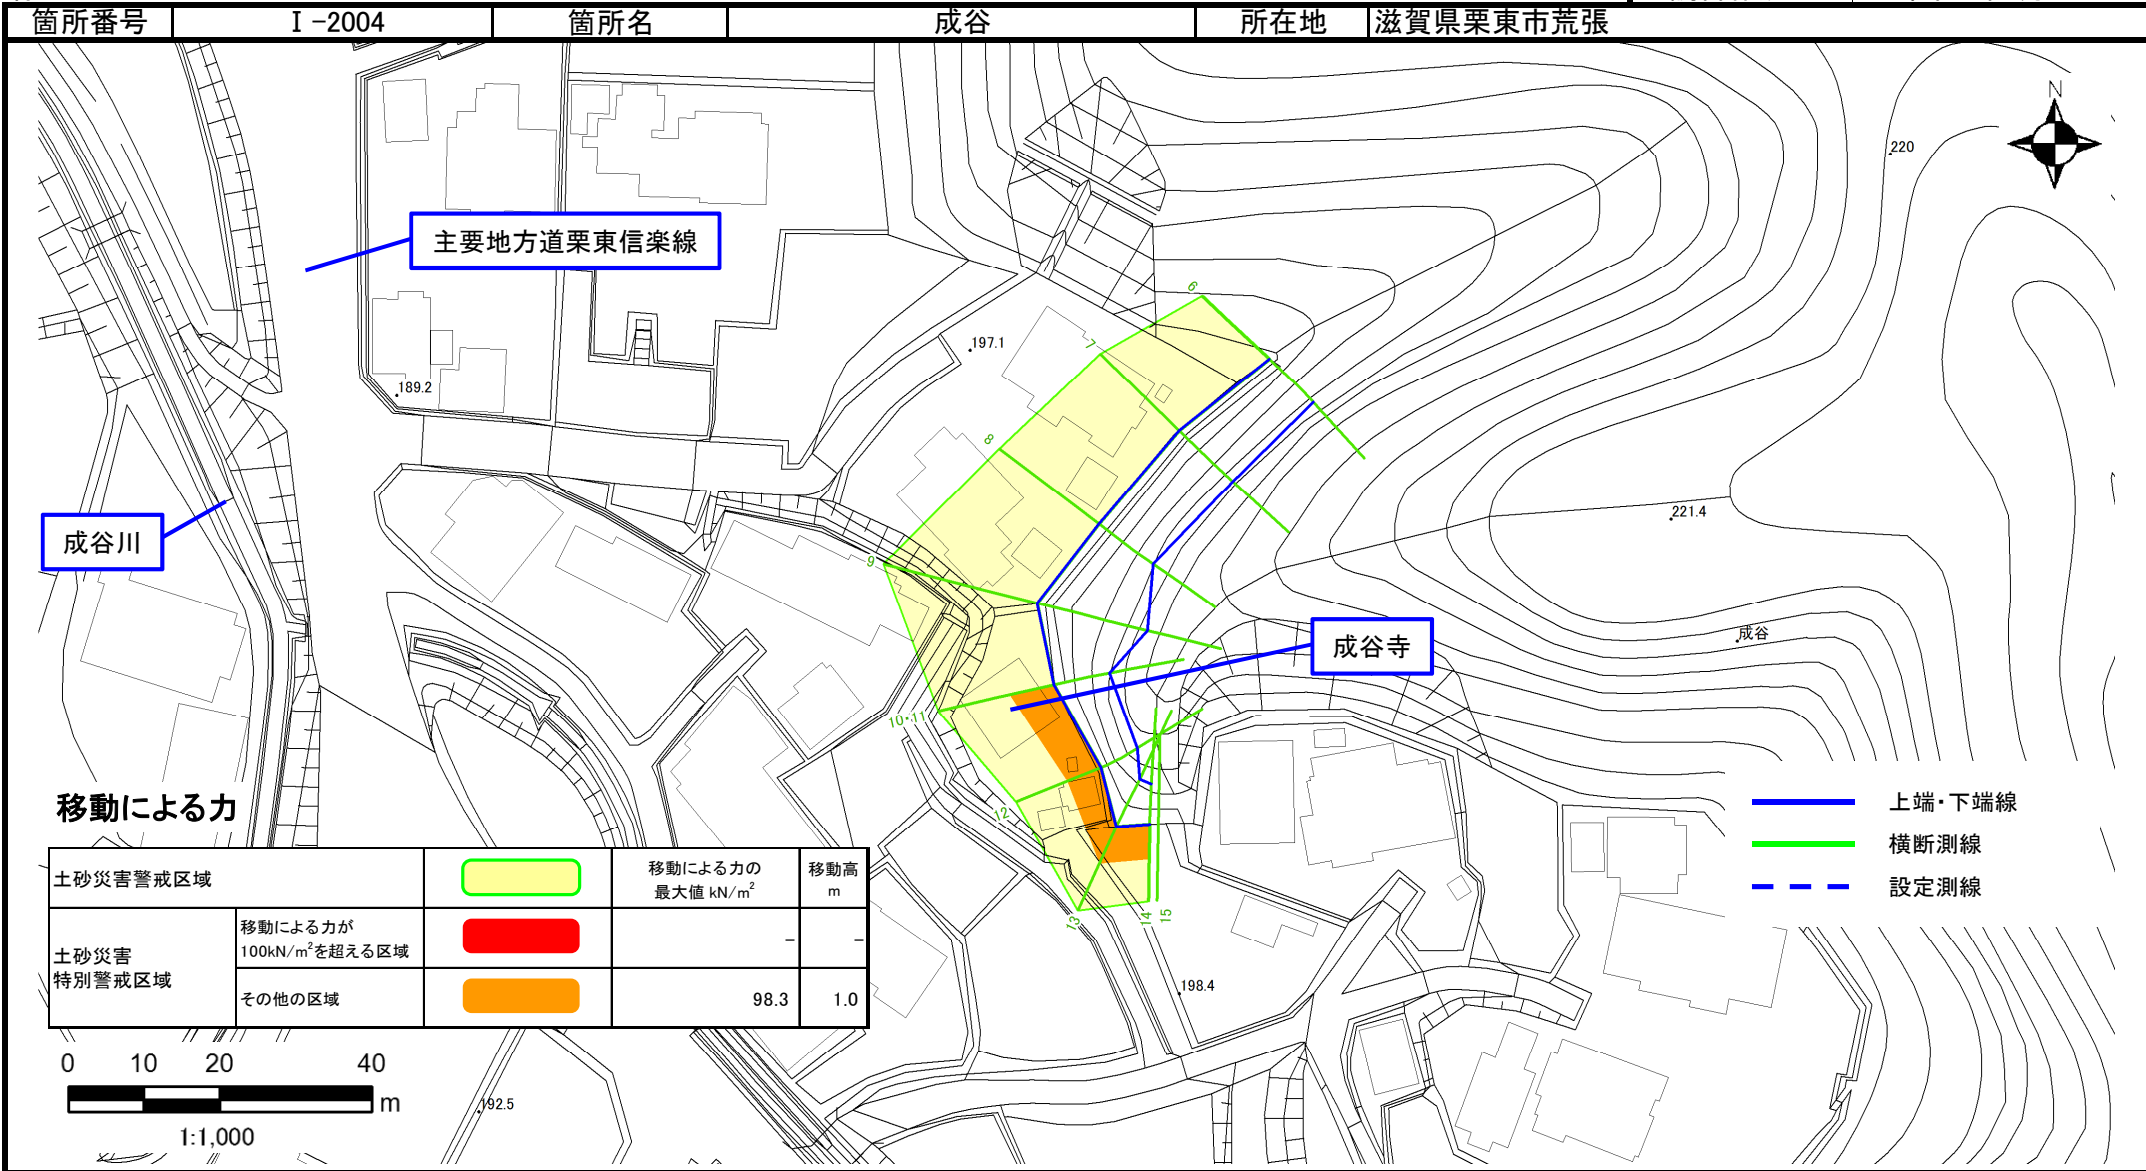 箇所番号 Ⅰ-2004 箇所名 成谷 所在地 滋賀県栗東市荒張
N
220
主要地方道栗東信楽線
6
197.1
7
189.2
8
221.4
成谷川
9
成谷
成谷寺
10・11
12
13
14
15
198.4
192.5
移動による力
土砂災害警戒区域
移動による力の
最大値 kN/m²
移動高
m
土砂災害
特別警戒区域
移動による力が
100kN/m²を超える区域
－ －
その他の区域
98.3 1.0
上端・下端線
横断測線
設定測線
0 10 20 40
m
1:1,000